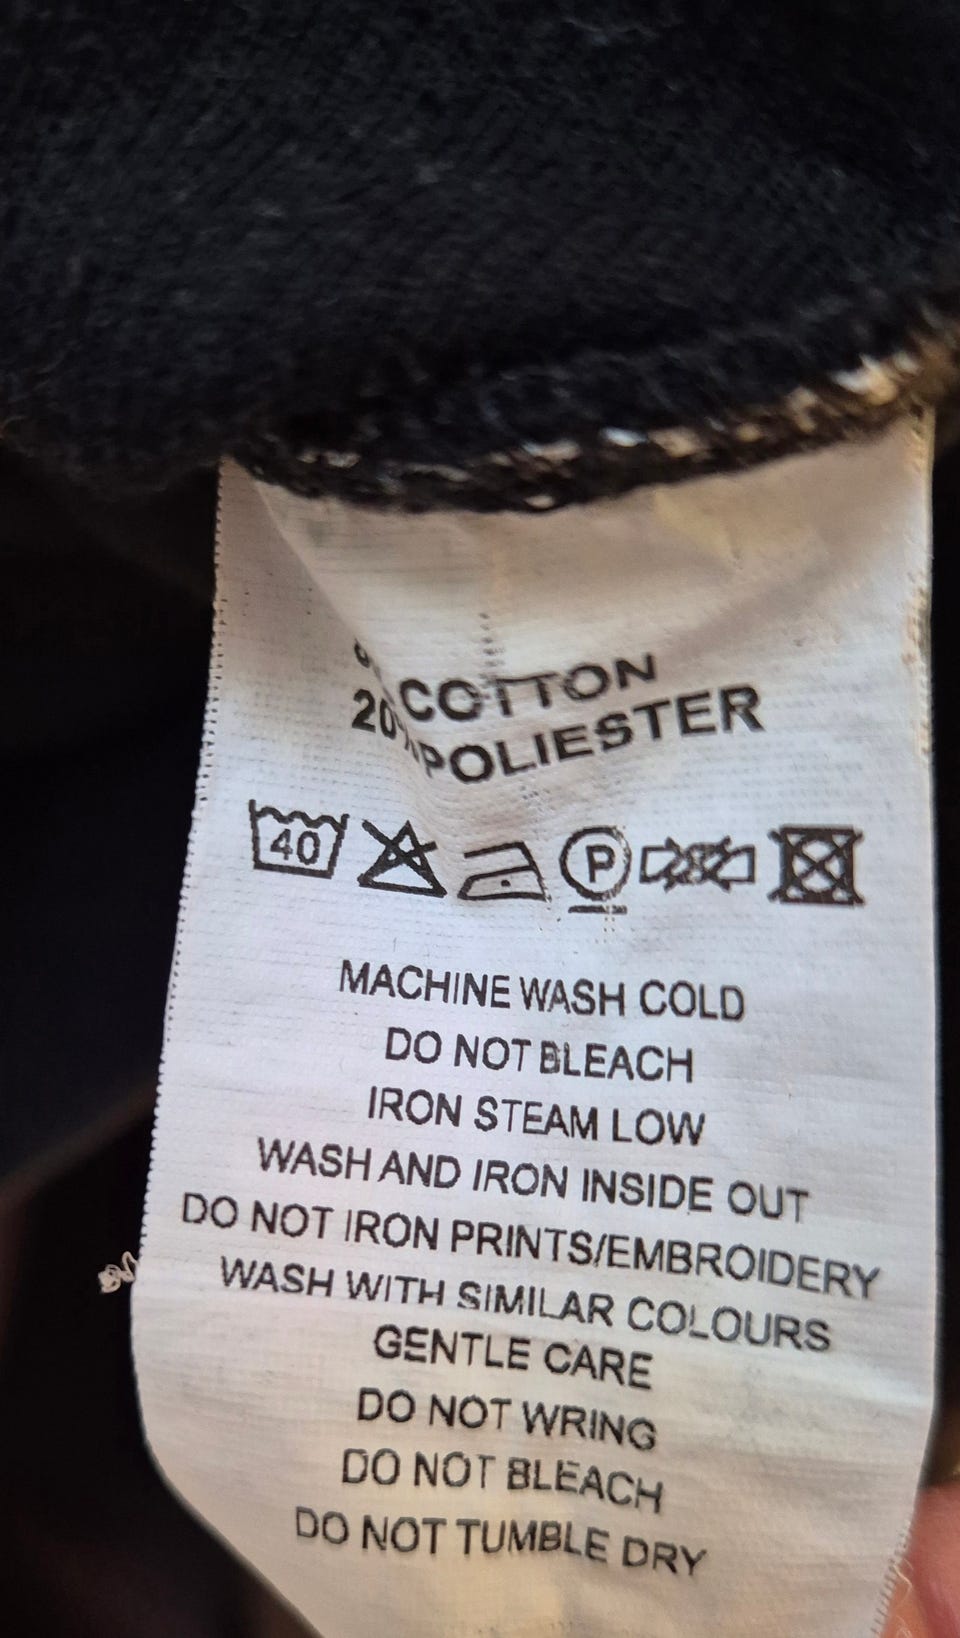 COTTON
20% POLIESTER
40 P
MACHINE WASH COLD
DO NOT BLEACH
IRON STEAM LOW
WASH AND IRON INSIDE OUT
DO NOT IRON PRINTS/EMBROIDERY
WASH WITH SIMILAR COLOURS
GENTLE CARE
DO NOT WRING
DO NOT BLEACH
DO NOT TUMBLE DRY